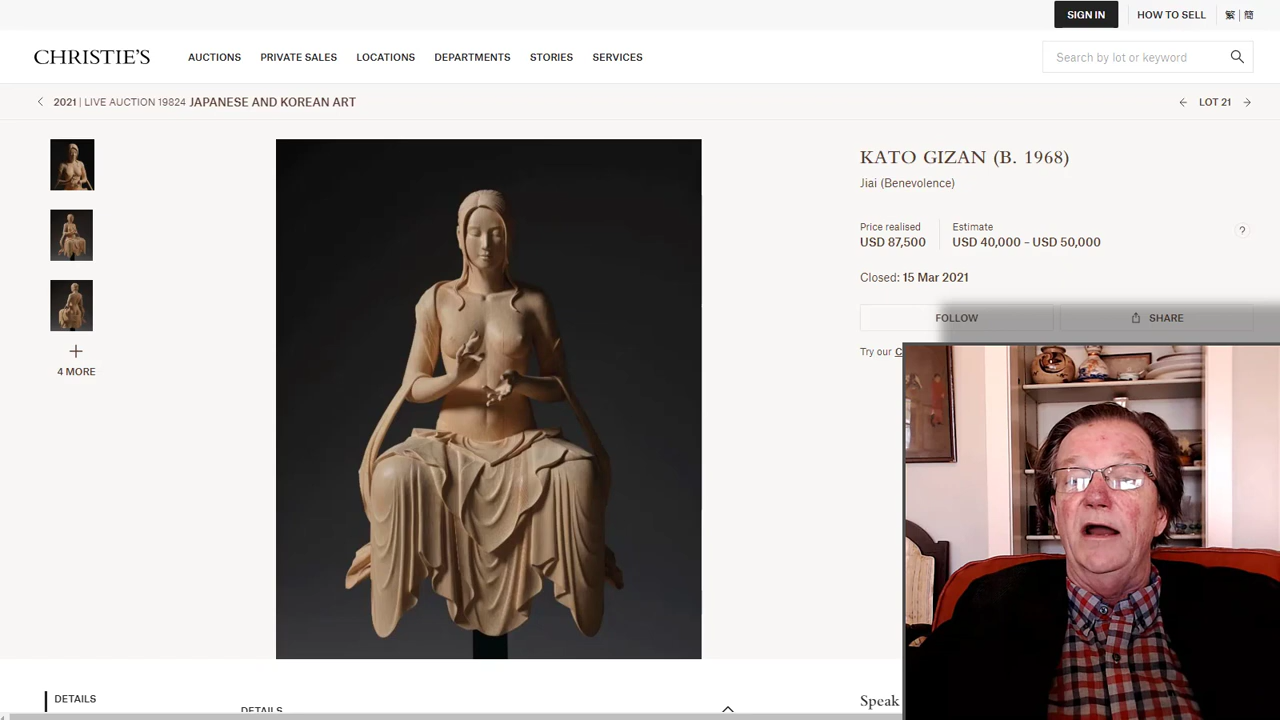 SIGN IN
HOW TO SELL
繁 | 簡
CHRISTIE'S
AUCTIONS
PRIVATE SALES
LOCATIONS
DEPARTMENTS
STORIES
SERVICES
Search by lot or keyword
2021 | LIVE AUCTION 19824 JAPANESE AND KOREAN ART
LOT 21
KATO GIZAN (B. 1968)
Jiai (Benevolence)
Price realised
USD 87,500
Estimate
USD 40,000 – USD 50,000
?
Closed: 15 Mar 2021
FOLLOW
SHARE
Try our C
4 MORE
DETAILS
DETAILS
Speak